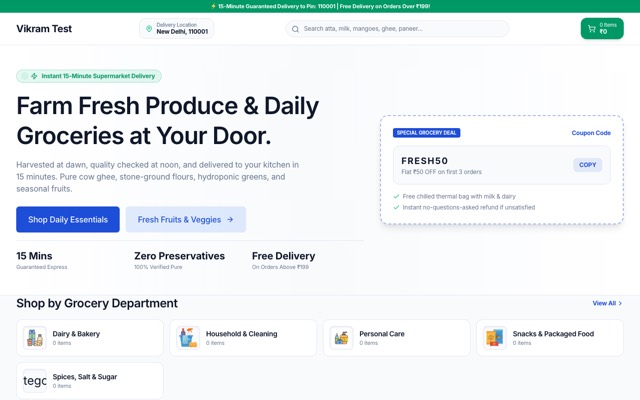 ⚡ 15-Minute Guaranteed Delivery to Pin: 110001 | Free Delivery on Orders Over ₹199!
Vikram Test
Delivery Location
New Delhi, 110001
Search atta, milk, mangoes, ghee, paneer...
0 items
₹0
Instant 15-Minute Supermarket Delivery
Farm Fresh Produce & Daily
Groceries at Your Door.
Harvested at dawn, quality checked at noon, and delivered to your kitchen in
15 minutes. Pure cow ghee, stone-ground flours, hydroponic greens, and
seasonal fruits.
Shop Daily Essentials
Fresh Fruits & Veggies →
15 Mins
Guaranteed Express
Zero Preservatives
100% Verified Pure
Free Delivery
On Orders Above ₹199
SPECIAL GROCERY DEAL
Coupon Code
FRESH50
Flat ₹50 OFF on first 3 orders
COPY
Free chilled thermal bag with milk & dairy
Instant no-questions-asked refund if unsatisfied
Shop by Grocery Department
View All
Dairy & Bakery
0 items
Household & Cleaning
0 items
Personal Care
0 items
Snacks & Packaged Food
0 items
Spices, Salt & Sugar
0 items